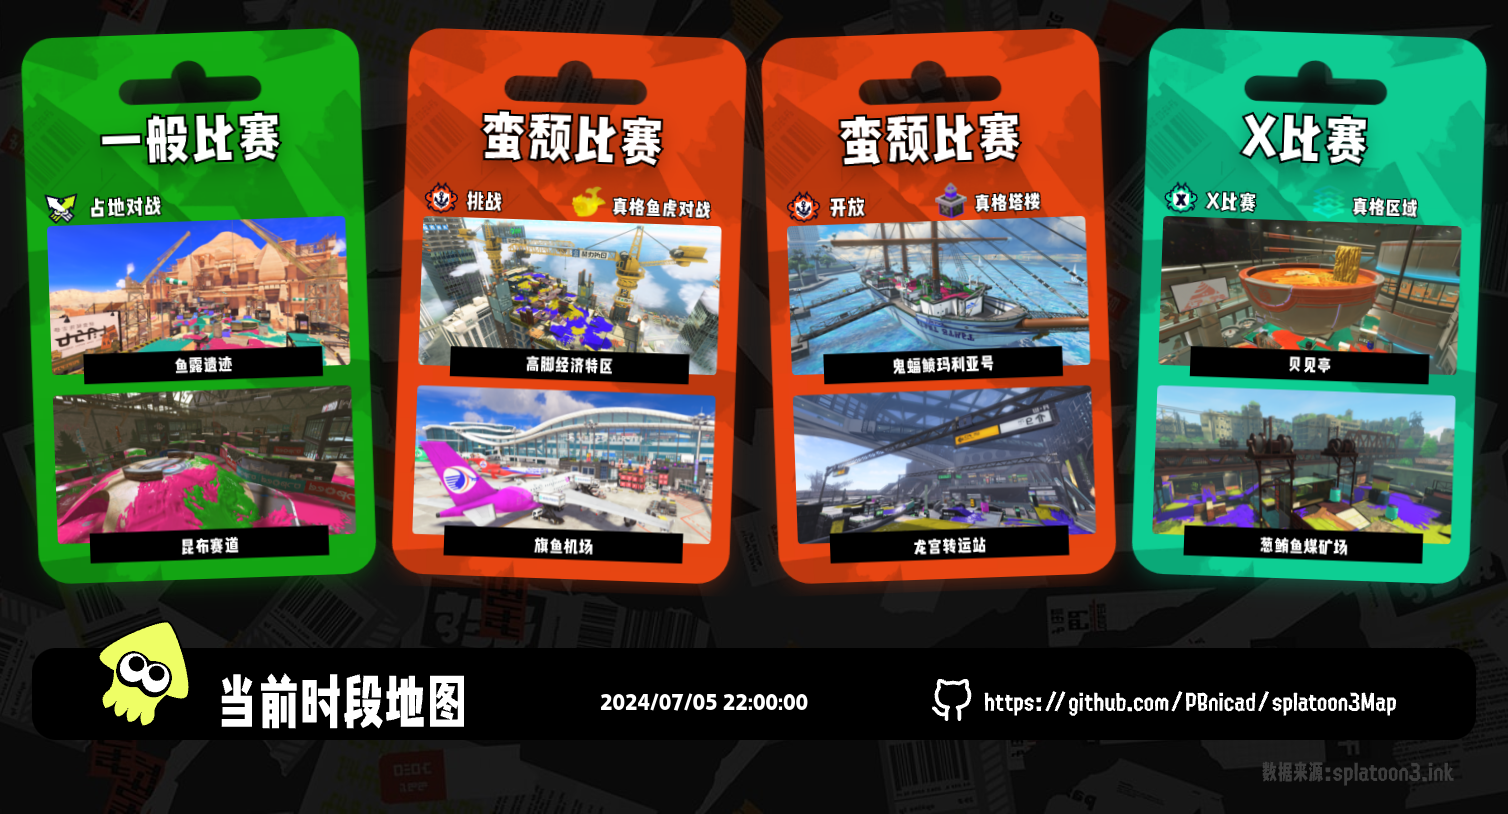 一般比赛
占地对战
鱼露遗迹
昆布赛道
蛮颓比赛
挑战
真格鱼虎对战
高脚经济特区
旗鱼机场
蛮颓比赛
开放
真格塔楼
鬼蝠鲼玛利亚号
龙宫转运站
X比赛
X比赛
真格区域
贝见亭
葱鲔鱼煤矿场
当前时段地图
2024/07/05 22:00:00
https://github.com/PBnicad/splatoon3Map
数据来源:splatoon3.ink